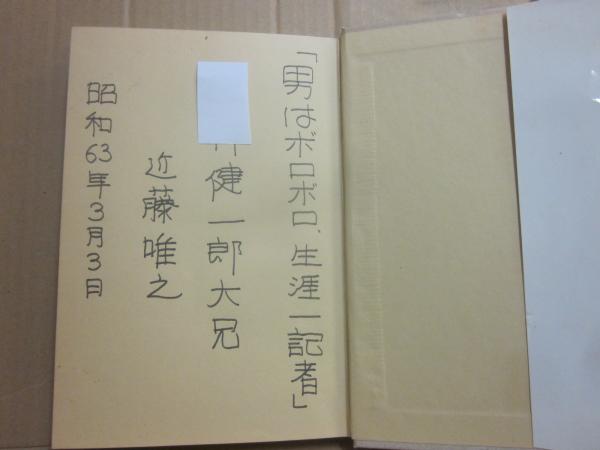 「男はボロボロ、生涯一記者」
健一郎大兄
近藤唯之
昭和63年3月3日